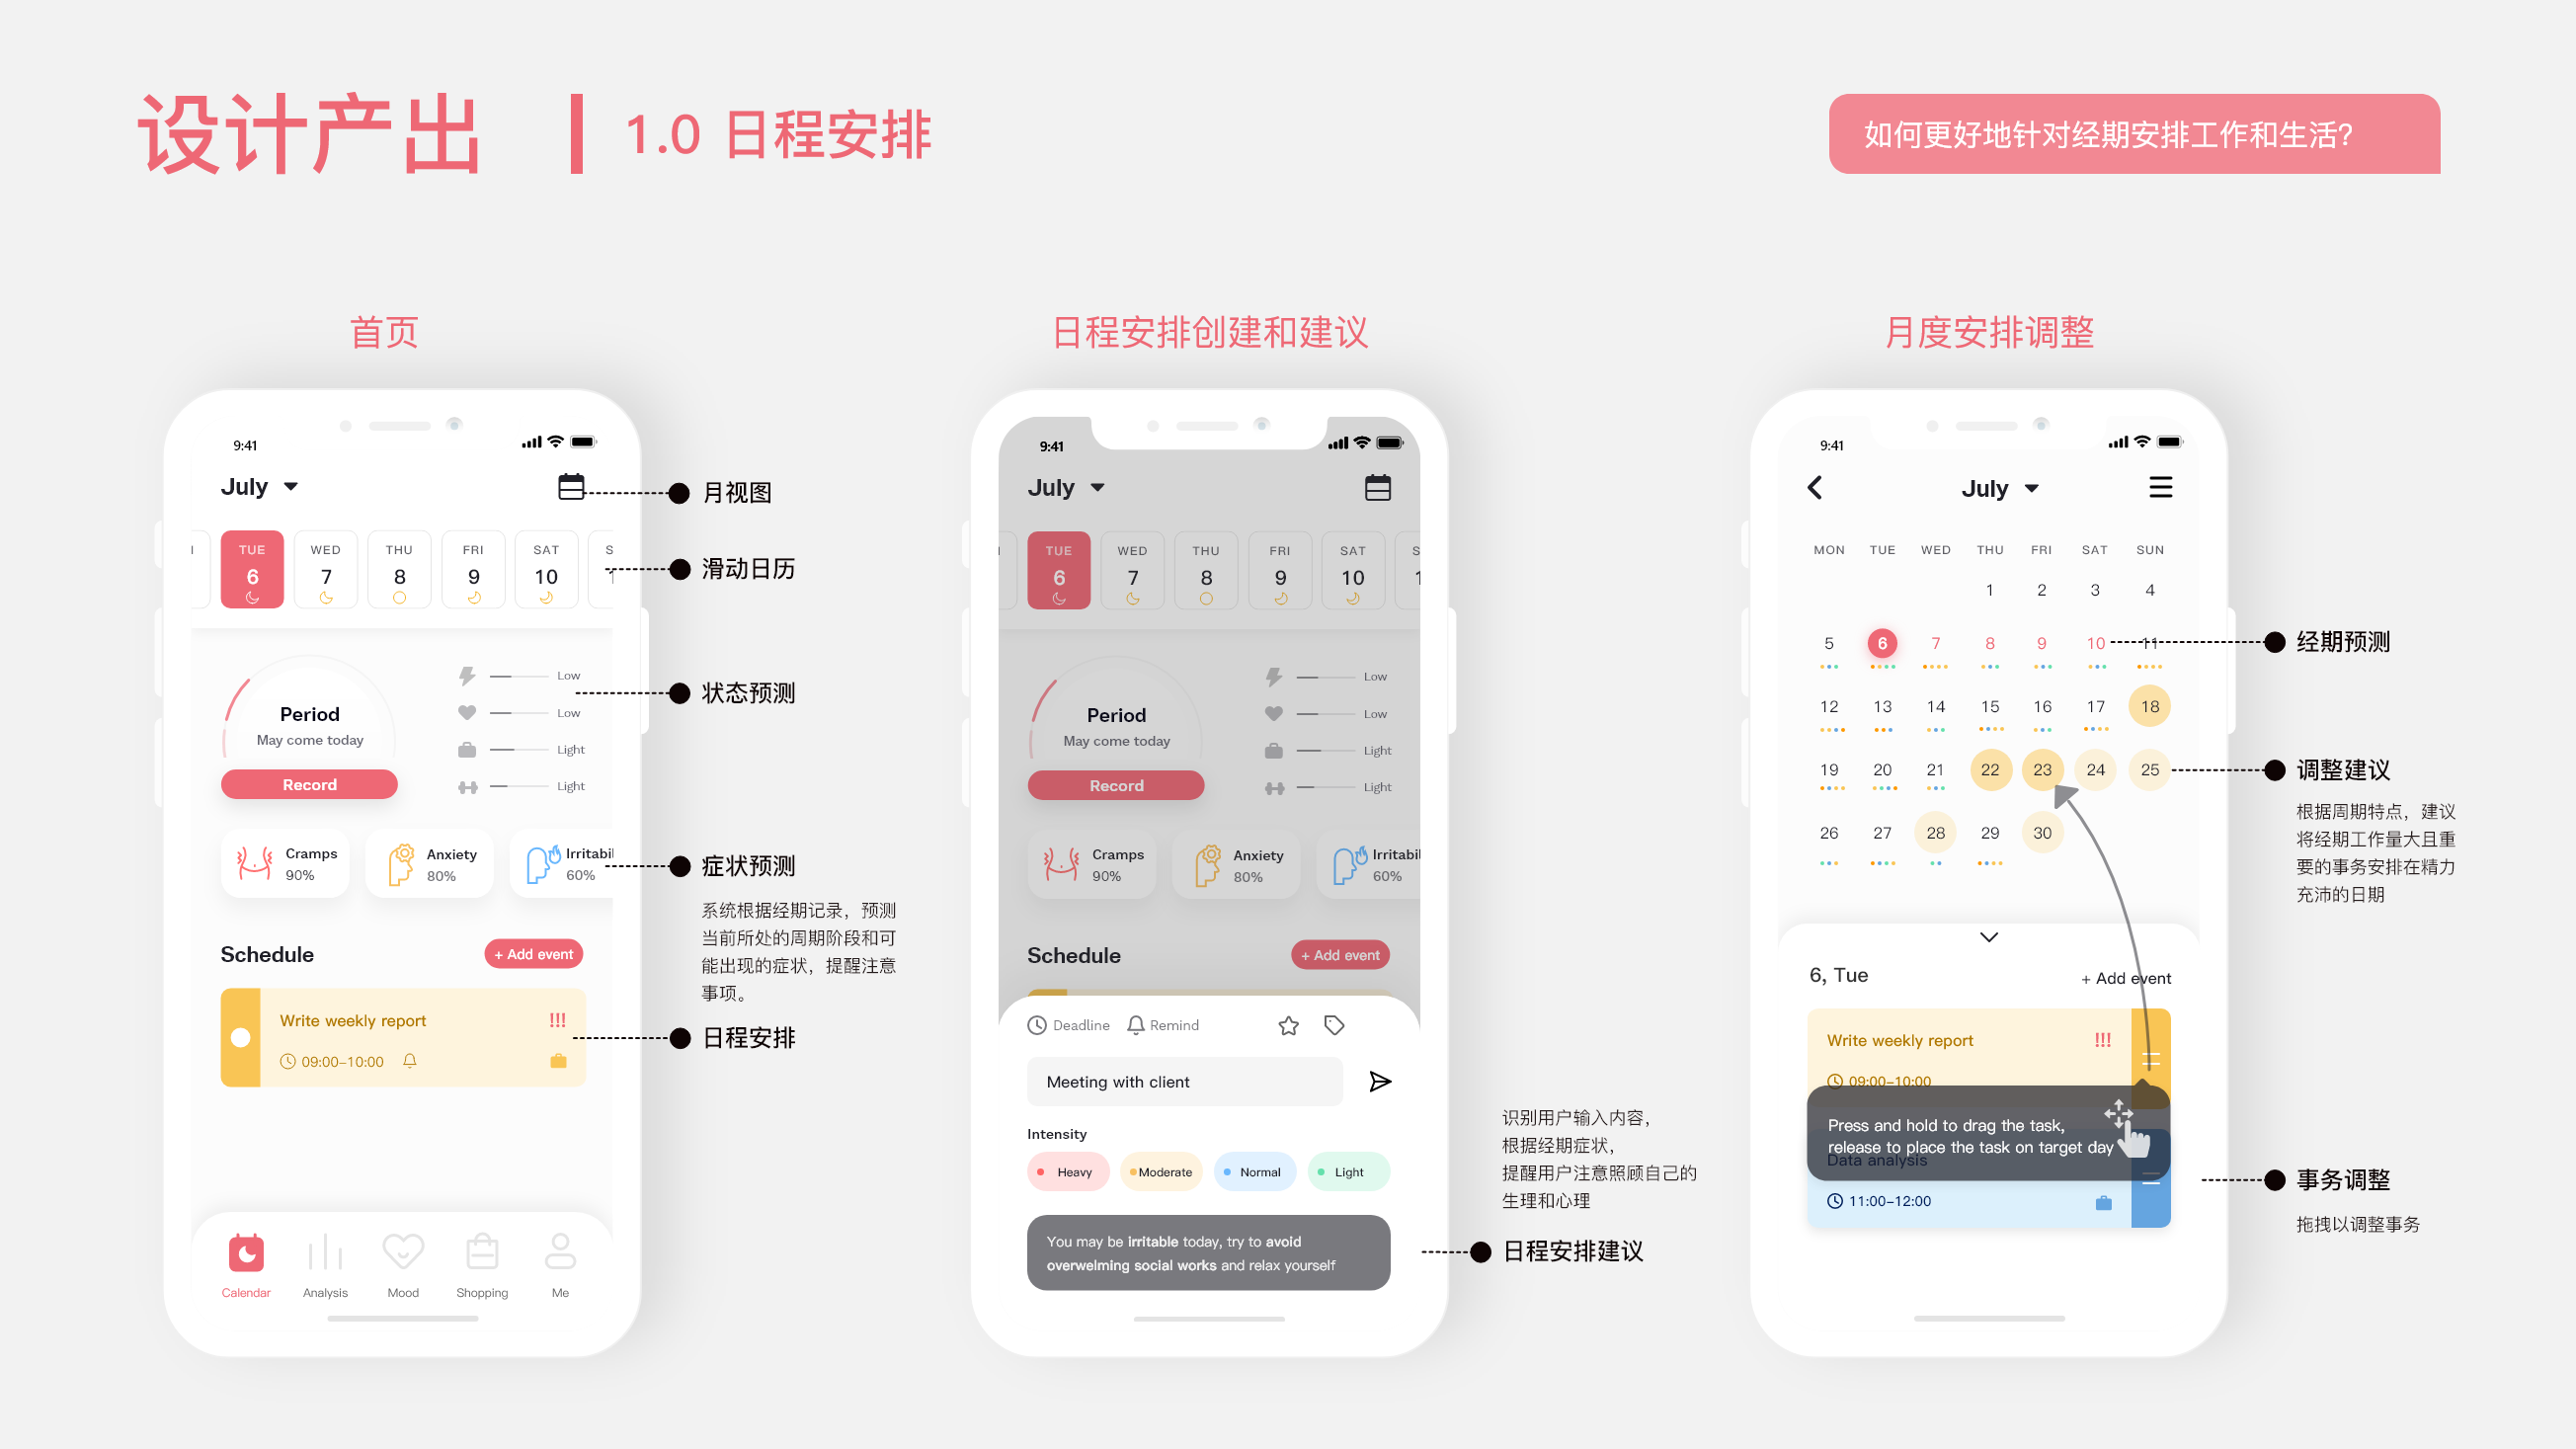 设计产出
1.0 日程安排
如何更好地针对经期安排工作和生活?
首页
9:41
July
TUE WED THU FRI SAT S
6 7 8 9 10 1
Period
May come today
Record
Low
Low
Light
Light
Cramps
90%
Anxiety
80%
Irritabil
60%
Schedule
+ Add event
Write weekly report !!!
09:00-10:00
Calendar Analysis Mood Shopping Me
月视图
滑动日历
状态预测
症状预测
系统根据经期记录，预测
当前所处的周期阶段和可
能出现的症状，提醒注意
事项。
日程安排
日程安排创建和建议
9:41
July
TUE WED THU FRI SAT S
6 7 8 9 10 1
Period
May come today
Record
Low
Low
Light
Light
Cramps
90%
Anxiety
80%
Irritabil
60%
Schedule
+ Add event
Deadline Remind
Meeting with client
Intensity
Heavy Moderate Normal Light
You may be irritable today, try to avoid
overwelming social works and relax yourself
识别用户输入内容，
根据经期症状，
提醒用户注意照顾自己的
生理和心理
日程安排建议
月度安排调整
9:41
July
MON TUE WED THU FRI SAT SUN
1 2 3 4
5 6 7 8 9 10 11
12 13 14 15 16 17 18
19 20 21 22 23 24 25
26 27 28 29 30
6, Tue
+ Add event
Write weekly report !!!
09:00-10:00
Press and hold to drag the task,
release to place the task on target day
Data analysis
11:00-12:00
经期预测
调整建议
根据周期特点，建议
将经期工作量大且重
要的事务安排在精力
充沛的日期
事务调整
拖拽以调整事务